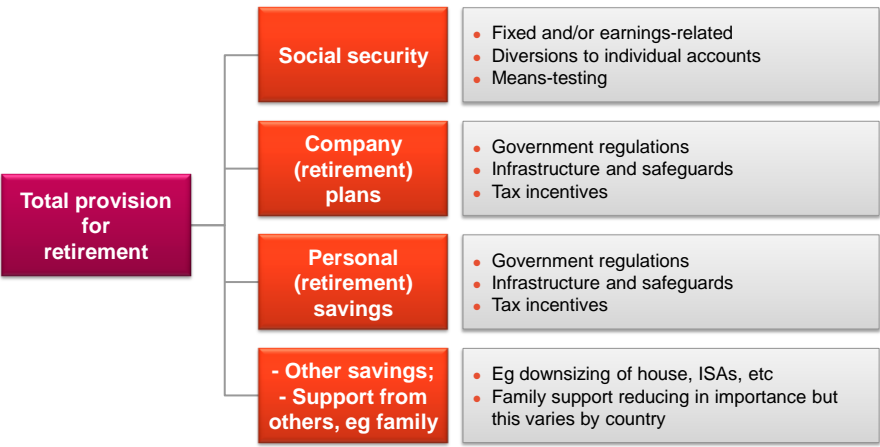 Total provision
for
retirement
Social security
• Fixed and/or earnings-related
• Diversions to individual accounts
• Means-testing
Company
(retirement)
plans
• Government regulations
• Infrastructure and safeguards
• Tax incentives
Personal
(retirement)
savings
• Government regulations
• Infrastructure and safeguards
• Tax incentives
- Other savings;
- Support from
others, eg family
• Eg downsizing of house, ISAs, etc
• Family support reducing in importance but
this varies by country